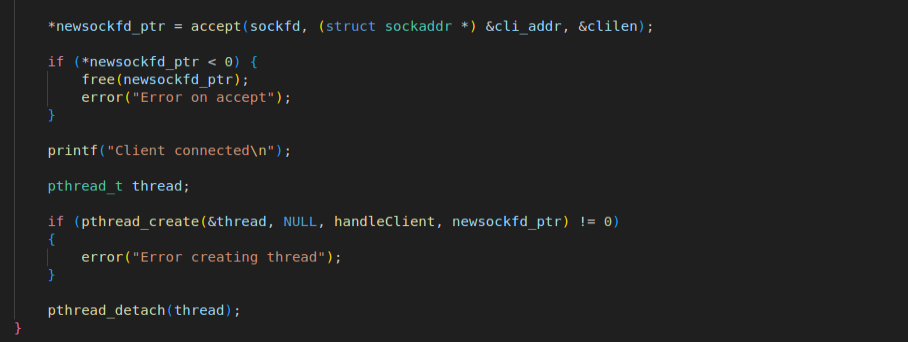 *newsockfd_ptr = accept(sockfd, (struct sockaddr *) &cli_addr, &clilen);
if (*newsockfd_ptr < 0) {
free(newsockfd_ptr);
error("Error on accept");
}
printf("Client connected\n");
pthread_t thread;
if (pthread_create(&thread, NULL, handleClient, newsockfd_ptr) != 0)
{
error("Error creating thread");
}
pthread_detach(thread);
}